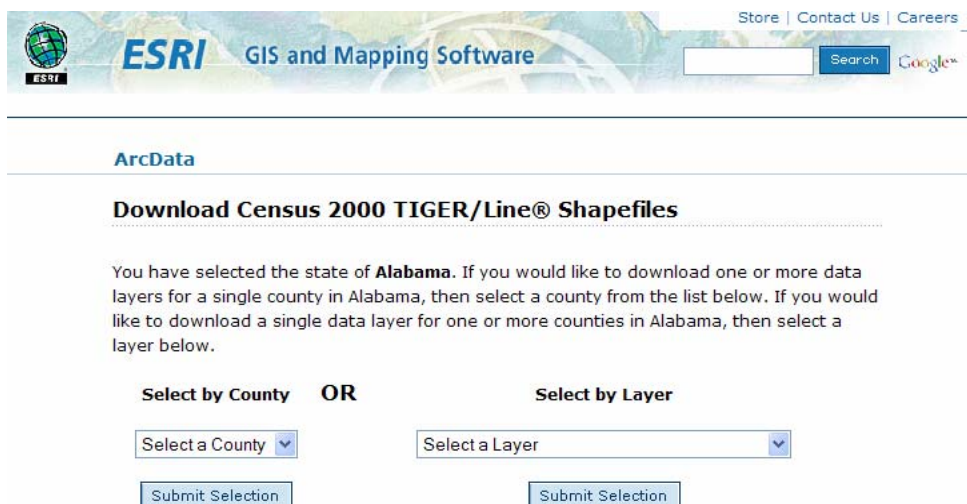 Store | Contact Us | Careers
ESRI GIS and Mapping Software
Search Google™
ESRI
ArcData
Download Census 2000 TIGER/Line® Shapefiles
You have selected the state of Alabama. If you would like to download one or more data
layers for a single county in Alabama, then select a county from the list below. If you would
like to download a single data layer for one or more counties in Alabama, then select a
layer below.
Select by County OR Select by Layer
Select a County Select a Layer
Submit Selection Submit Selection